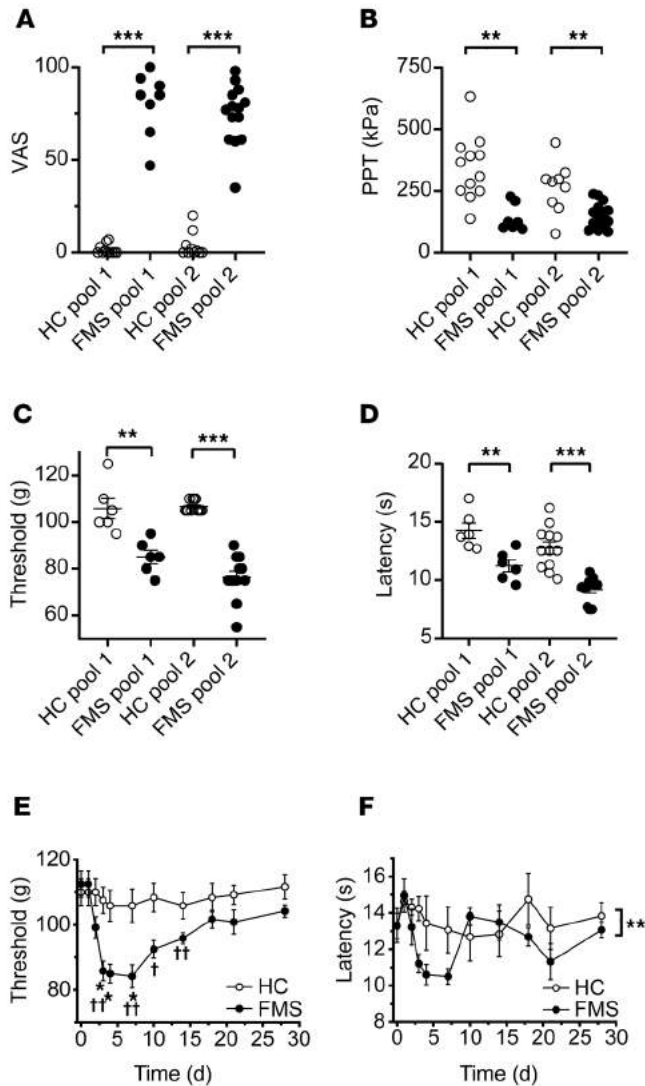 A
*** ***
100
50
0
VAS
HC pool 1
FMS pool 1
HC pool 2
FMS pool 2
B
** **
750
500
250
0
PPT (kPa)
HC pool 1
FMS pool 1
HC pool 2
FMS pool 2
C
** ***
120
100
80
60
Threshold (g)
HC pool 1
FMS pool 1
HC pool 2
FMS pool 2
D
** ***
20
15
10
5
Latency (s)
HC pool 1
FMS pool 1
HC pool 2
FMS pool 2
E
120
100
80
Threshold (g)
* * *
†† †† † ††
HC
FMS
0 5 10 15 20 25 30
Time (d)
F
16
14
12
10
8
Latency (s)
**
HC
FMS
0 5 10 15 20 25 30
Time (d)